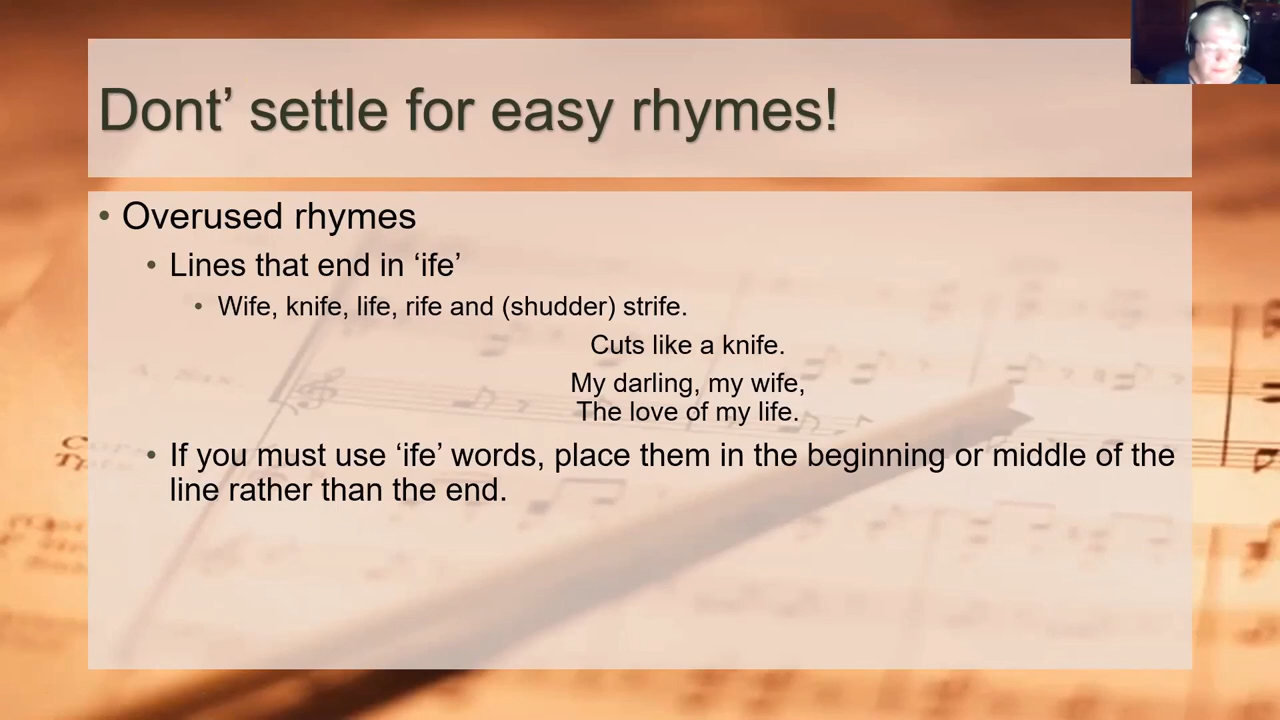 Dont’ settle for easy rhymes!
• Overused rhymes
• Lines that end in ‘ife’
• Wife, knife, life, rife and (shudder) strife.
Cuts like a knife.
My darling, my wife,
The love of my life.
• If you must use ‘ife’ words, place them in the beginning or middle of the
line rather than the end.